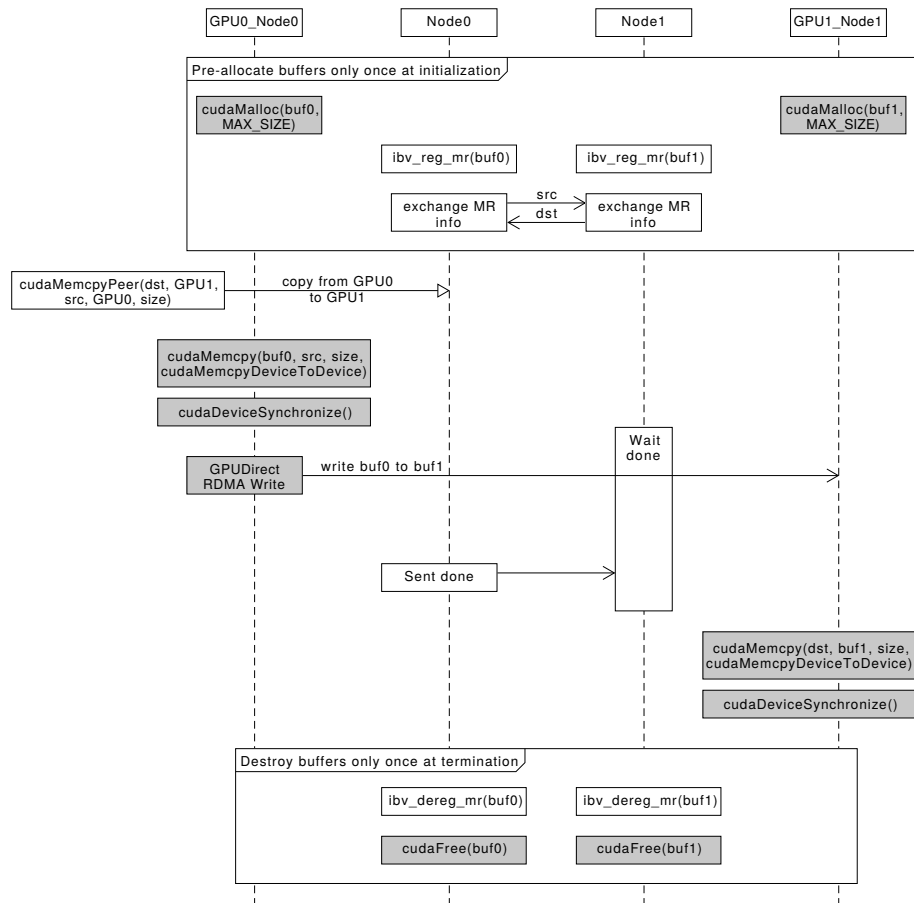 GPU0_Node0
Node0
Node1
GPU1_Node1
Pre-allocate buffers only once at initialization
cudaMalloc(buf0,
MAX_SIZE)
cudaMalloc(buf1,
MAX_SIZE)
ibv_reg_mr(buf0)
ibv_reg_mr(buf1)
exchange MR
info
src
dst
exchange MR
info
cudaMemcpyPeer(dst, GPU1,
src, GPU0, size)
copy from GPU0
to GPU1
cudaMemcpy(buf0, src, size,
cudaMemcpyDeviceToDevice)
cudaDeviceSynchronize()
Wait
done
GPUDirect
RDMA Write
write buf0 to buf1
Sent done
cudaMemcpy(dst, buf1, size,
cudaMemcpyDeviceToDevice)
cudaDeviceSynchronize()
Destroy buffers only once at termination
ibv_dereg_mr(buf0)
ibv_dereg_mr(buf1)
cudaFree(buf0)
cudaFree(buf1)